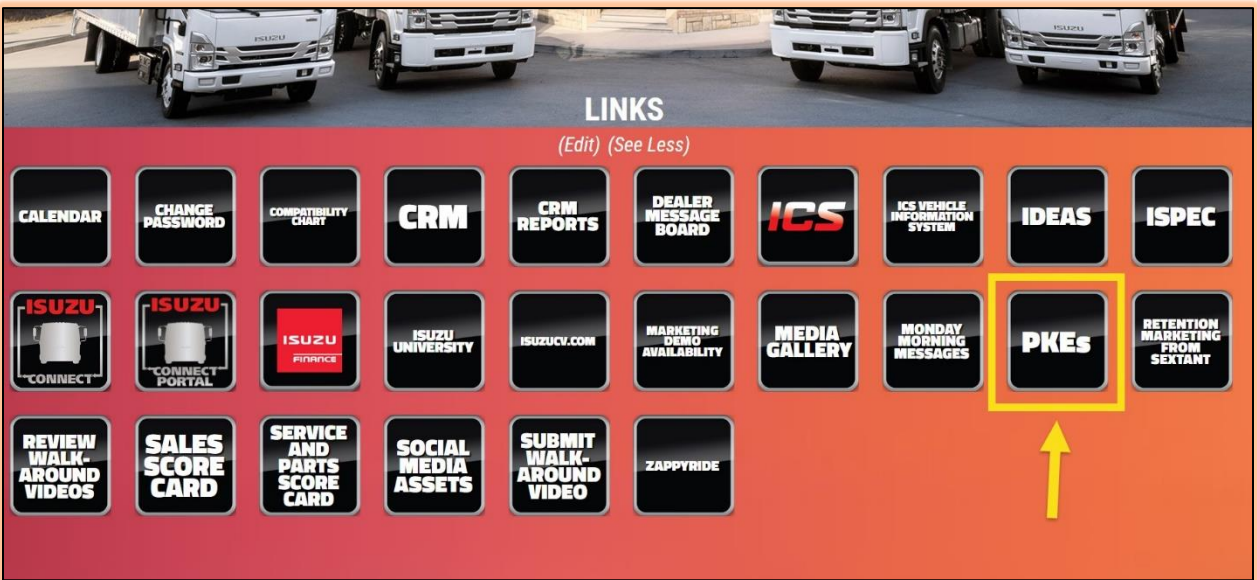 ISUZU
ISUZU
LINKS
(Edit) (See Less)
CALENDAR
CHANGE
PASSWORD
COMPATIBILITY
CHART
CRM
CRM
REPORTS
DEALER
MESSAGE
BOARD
ICS
ICS VEHICLE
INFORMATION
SYSTEM
IDEAS
ISPEC
ISUZU
CONNECT
ISUZU
CONNECT
PORTAL
ISUZU
FINANCE
ISUZU
UNIVERSITY
ISUZUCV.COM
MARKETING
DEMO
AVAILABILITY
MEDIA
GALLERY
MONDAY
MORNING
MESSAGES
PKEs
RETENTION
MARKETING
FROM
SEXTANT
REVIEW
WALK-
AROUND
VIDEOS
SALES
SCORE
CARD
SERVICE
AND
PARTS
SCORE
CARD
SOCIAL
MEDIA
ASSETS
SUBMIT
WALK-
AROUND
VIDEO
ZAPPYRIDE